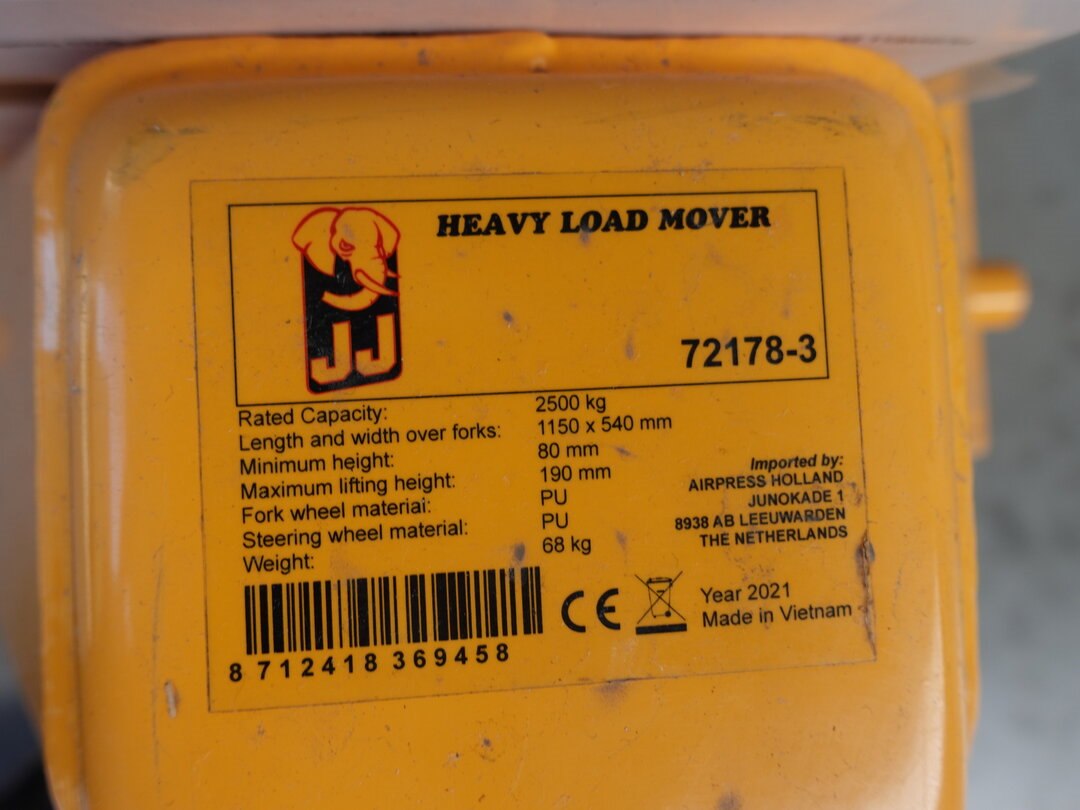 HEAVY LOAD MOVER
JJ
72178-3
Rated Capacity: 2500 kg
Length and width over forks: 1150 x 540 mm
Minimum height: 80 mm
Maximum lifting height: 190 mm
Fork wheel materiai: PU
Steering wheel material: PU
Weight: 68 kg
Imported by:
AIRPRESS HOLLAND
JUNOKADE 1
8938 AB LEEUWARDEN
THE NETHERLANDS
8 712418 369458
CE
Year 2021
Made in Vietnam